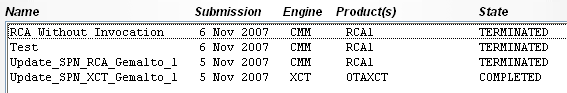 Name Submission Engine Product(s) State
RCA Without Invocation 6 Nov 2007 CMM RCA1 TERMINATED
Test 6 Nov 2007 CMM RCA1 TERMINATED
Update_SPN_RCA_Gemalto_1 5 Nov 2007 CMM RCA1 TERMINATED
Update_SPN_XCT_Gemalto_1 5 Nov 2007 XCT OTAXCT COMPLETED